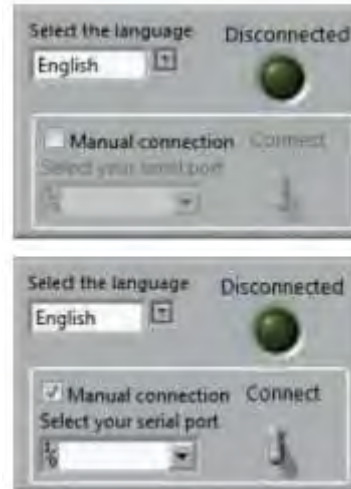 Select the language
Disconnected
English
Manual connection
Connect
Select your serial port
Select the language
Disconnected
English
Manual connection
Connect
Select your serial port